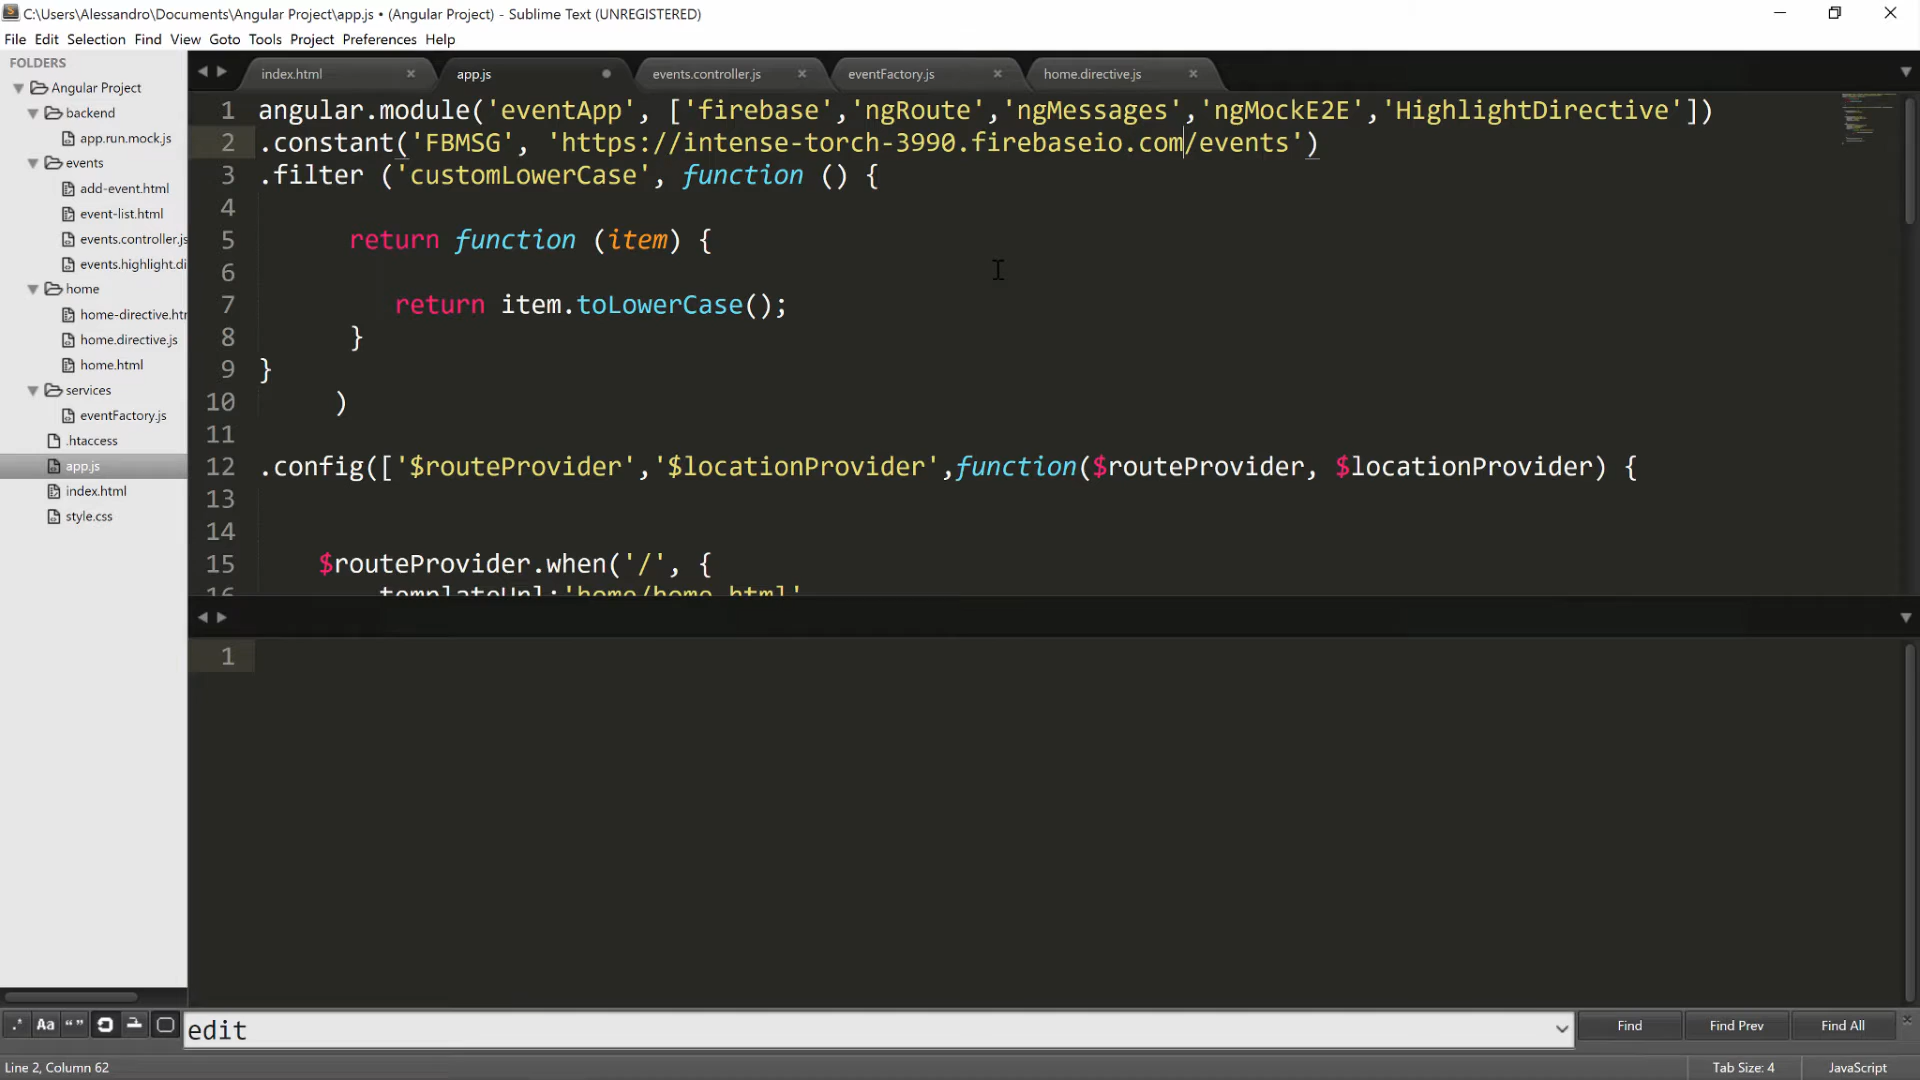 C:\Users\Alessandro\Documents\Angular Project\app.js • (Angular Project) - Sublime Text (UNREGISTERED)
File Edit Selection Find View Goto Tools Project Preferences Help
FOLDERS
Angular Project
backend
app.run.mock.js
events
add-event.html
event-list.html
events.controller.js
events.highlight.di
home
home-directive.htm
home.directive.js
home.html
services
eventFactory.js
.htaccess
app.js
index.html
style.css
index.html app.js events.controller.js eventFactory.js home.directive.js
1 angular.module('eventApp', ['firebase','ngRoute','ngMessages','ngMockE2E','HighlightDirective'])
2 .constant('FBMSG', 'https://intense-torch-3990.firebaseio.com/events')
3 .filter ('customLowerCase', function () {
4
5 return function (item) {
6
7 return item.toLowerCase();
8 }
9 }
10 )
11
12 .config(['$routeProvider','$locationProvider',function($routeProvider, $locationProvider) {
13
14
15 $routeProvider.when('/', {
16 templateUrl:'home/home.html'
1
.* Aa “” edit Find Find Prev Find All
Line 2, Column 62 Tab Size: 4 JavaScript